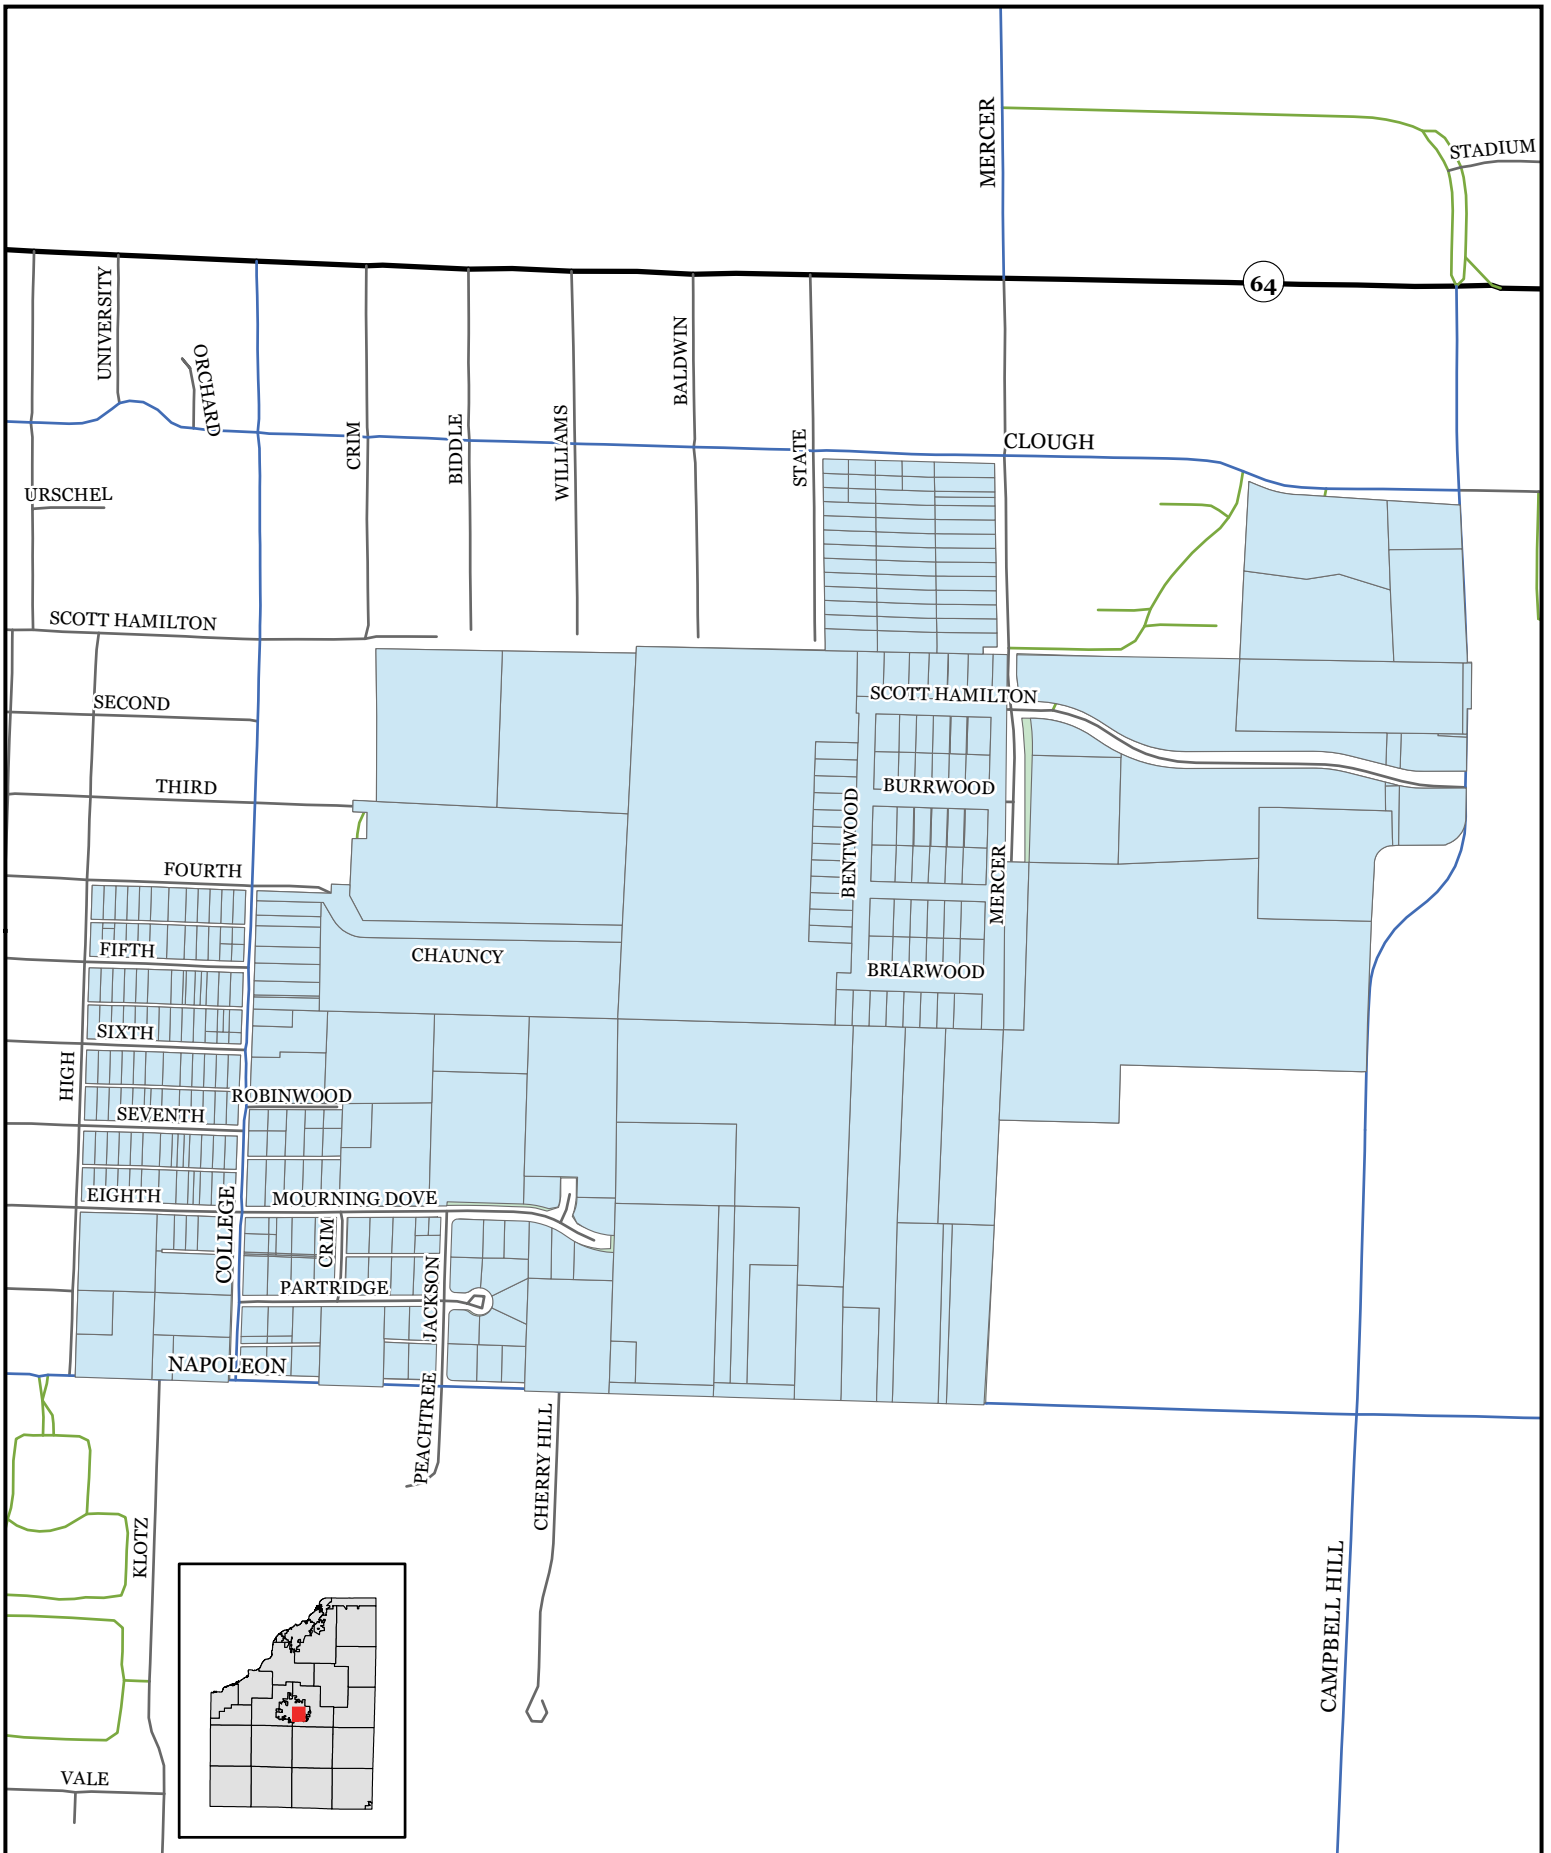 MERCER
STADIUM
64
UNIVERSITY
ORCHARD
BALDWIN
CRIM
BIDDLE
WILLIAMS
STATE
CLOUGH
URSCHEL
SCOTT HAMILTON
SCOTT HAMILTON
SECOND
THIRD
BURRWOOD
BENTWOOD
MERCER
FOURTH
FIFTH
CHAUNCY
BRIARWOOD
SIXTH
HIGH
ROBINWOOD
SEVENTH
EIGHTH
MOURNING DOVE
COLLEGE
CRIM
JACKSON
PARTRIDGE
NAPOLEON
PEACHTREE
CHERRY HILL
KLOTZ
CAMPBELL HILL
VALE